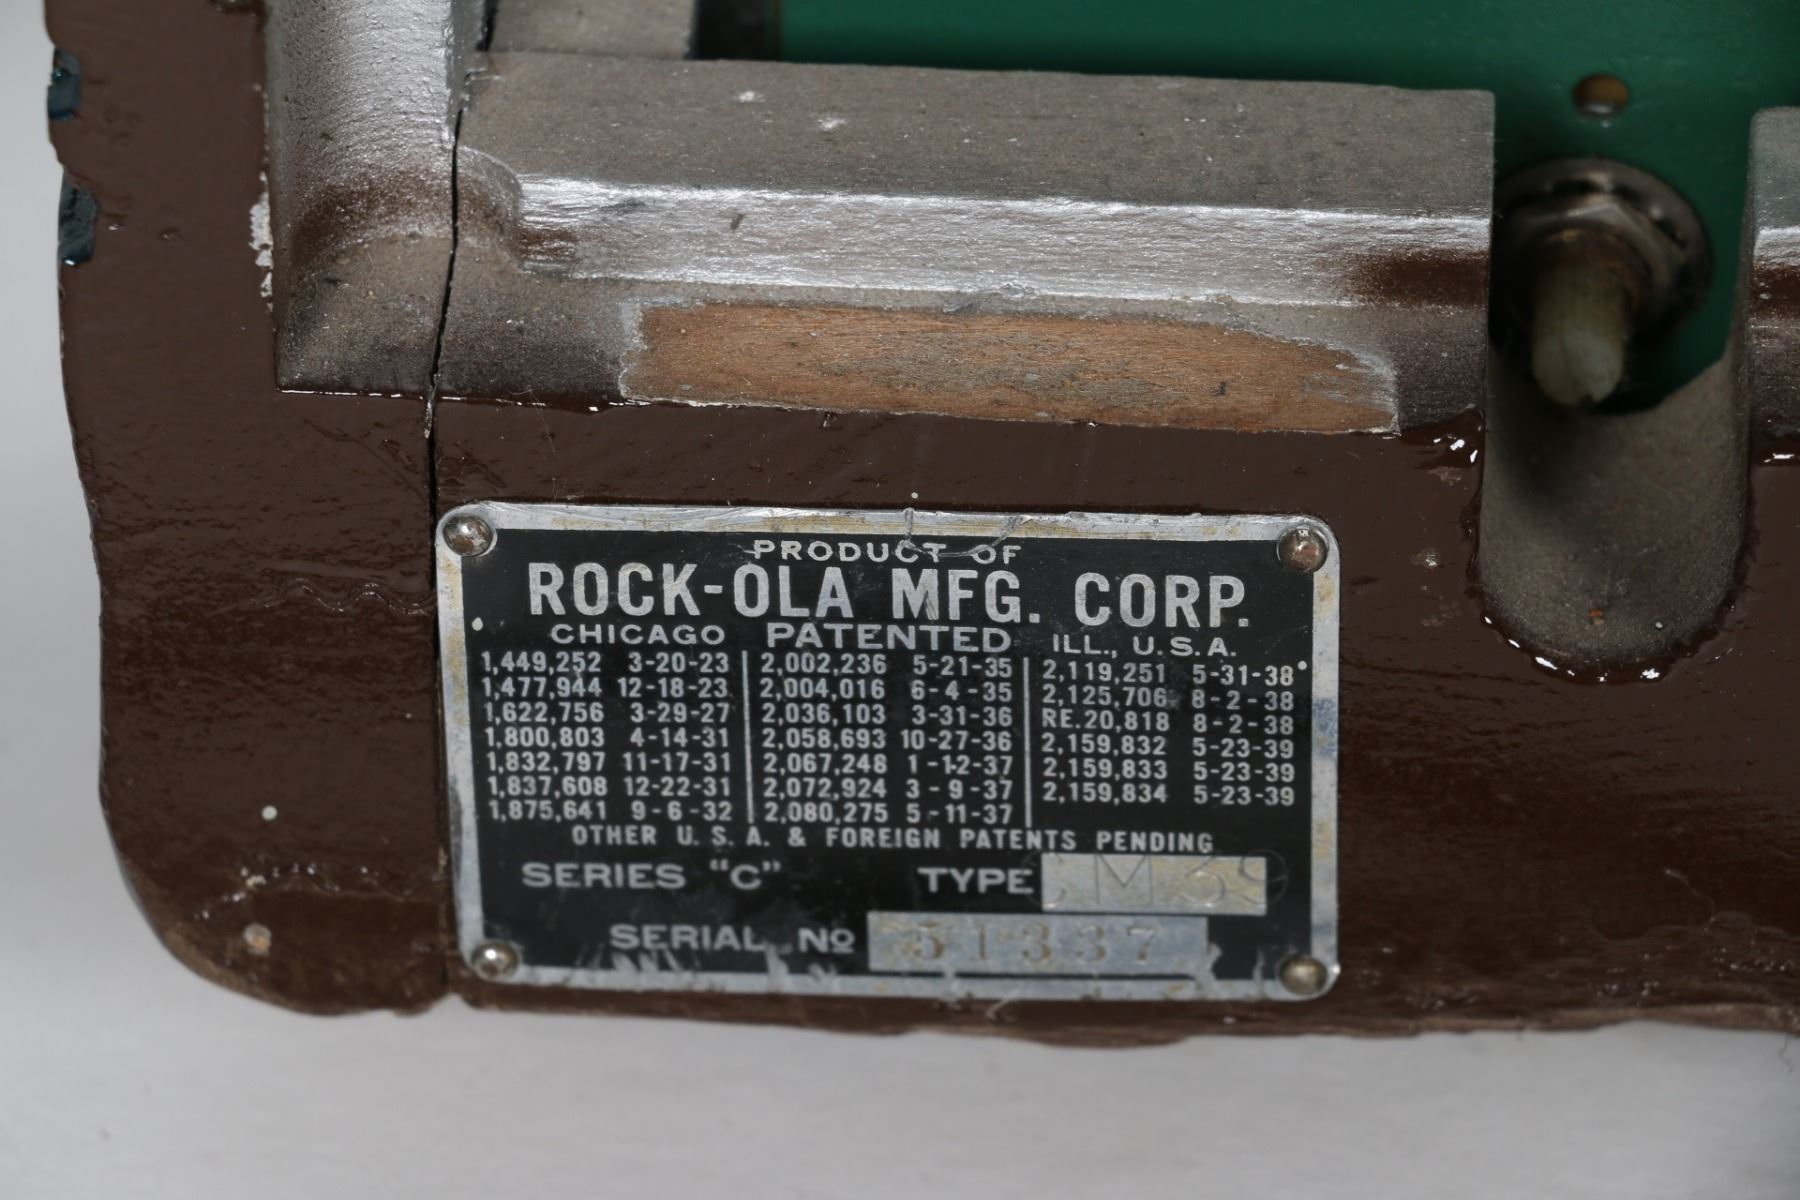 PRODUCT OF
ROCK-OLA MFG. CORP.
CHICAGO PATENTED ILL., U.S.A.
1,449,252 3-20-23 2,002,236 5-21-35 2,119,251 5-31-38
1,477,944 12-18-23 2,004,016 6-4-35 2,125,706 8-2-38
1,622,756 3-29-27 2,036,103 3-31-36 RE.20,818 8-2-38
1,800,803 4-14-31 2,058,693 10-27-36 2,159,832 5-23-39
1,832,797 11-17-31 2,067,248 1-12-37 2,159,833 5-23-39
1,837,608 12-22-31 2,072,924 3-9-37 2,159,834 5-23-39
1,875,641 9-6-32 2,080,275 5-11-37
OTHER U.S.A. & FOREIGN PATENTS PENDING
SERIES "C" TYPE CM39
SERIAL No 51337